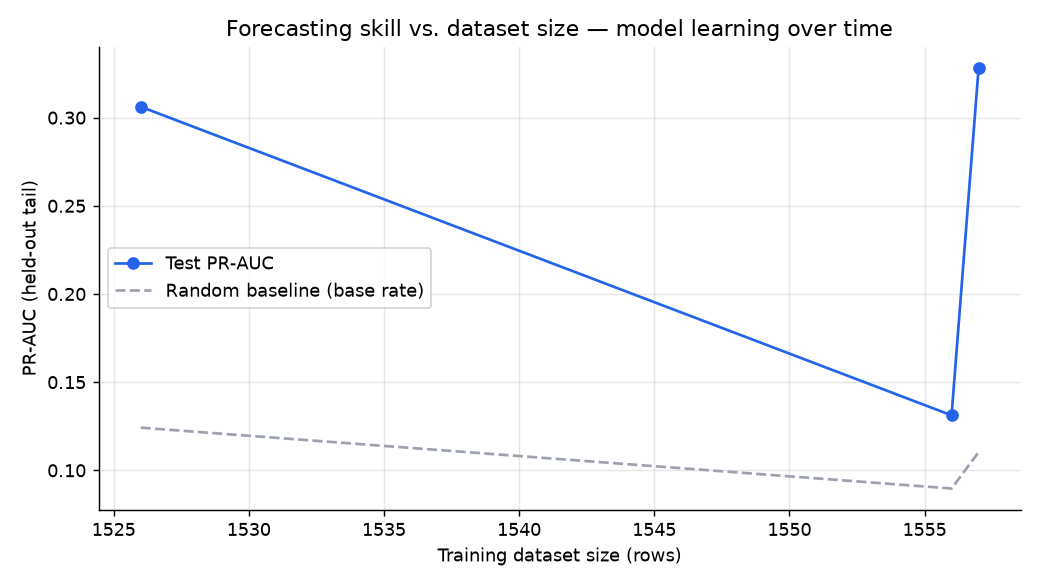 Forecasting skill vs. dataset size — model learning over time
PR-AUC (held-out tail)
0.30
0.25
0.20
0.15
0.10
Test PR-AUC
Random baseline (base rate)
1525 1530 1535 1540 1545 1550 1555
Training dataset size (rows)